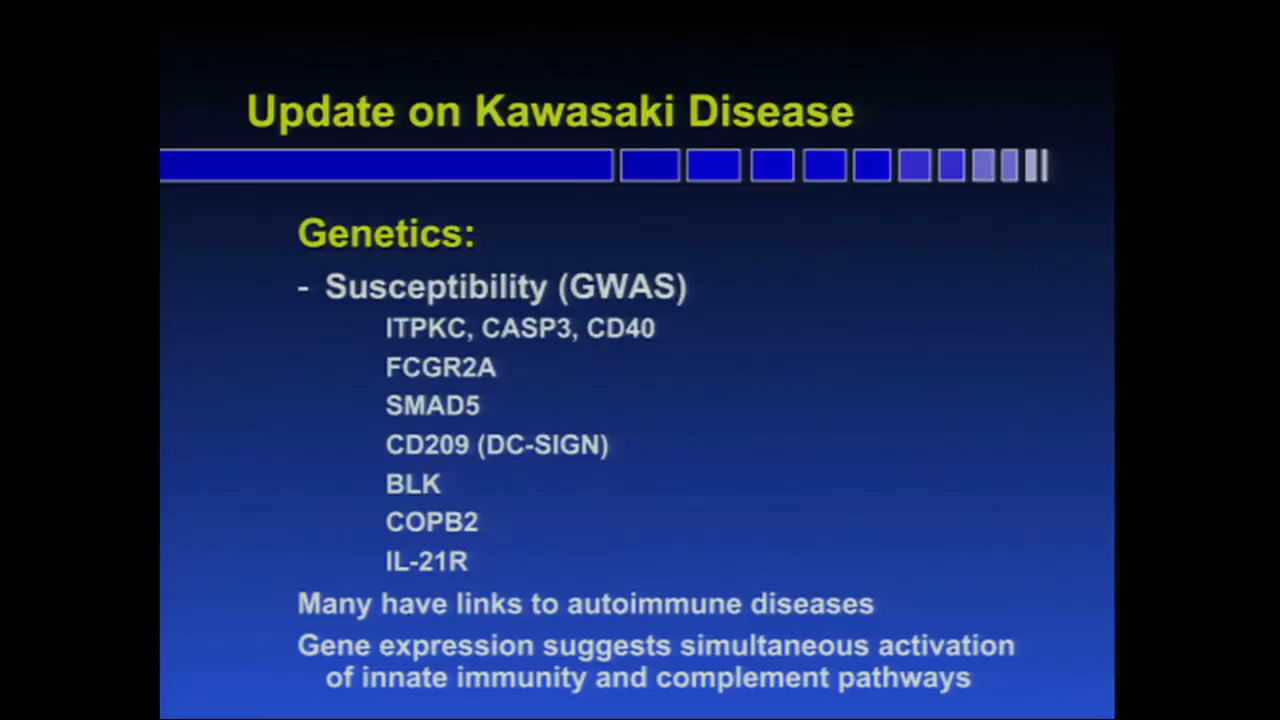 Update on Kawasaki Disease
Genetics:
- Susceptibility (GWAS)
ITPKC, CASP3, CD40
FCGR2A
SMAD5
CD209 (DC-SIGN)
BLK
COPB2
IL-21R
Many have links to autoimmune diseases
Gene expression suggests simultaneous activation
of innate immunity and complement pathways